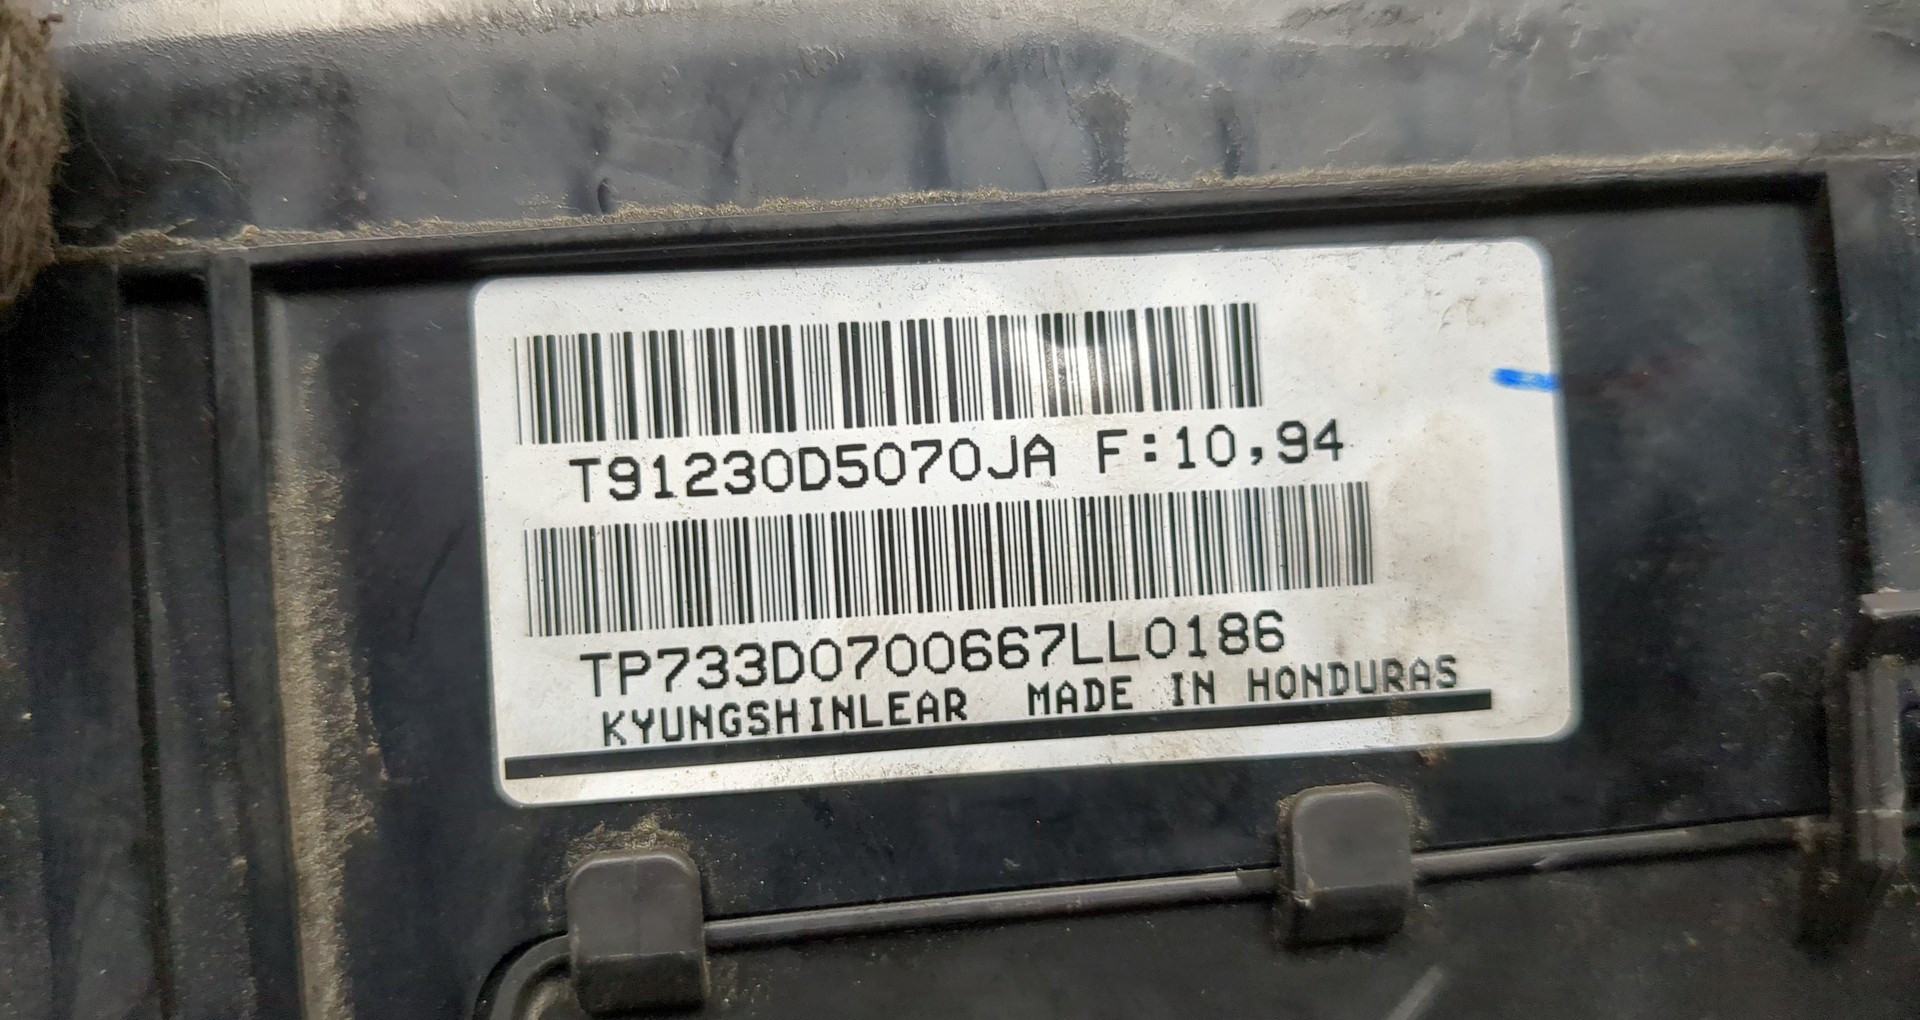 T91230D5070JA F:10,94
TP733D0700667LL0186
KYUNGSHINLEAR MADE IN HONDURAS